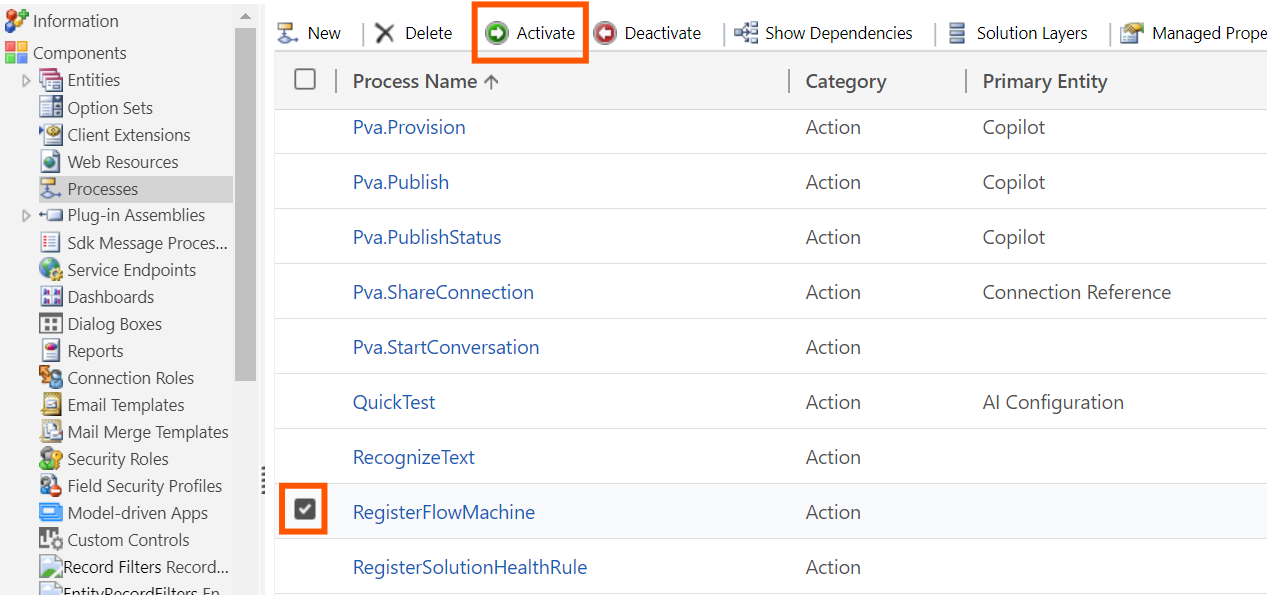 Information
Components
Entities
Option Sets
Client Extensions
Web Resources
Processes
Plug-in Assemblies
Sdk Message Proces...
Service Endpoints
Dashboards
Dialog Boxes
Reports
Connection Roles
Email Templates
Mail Merge Templates
Security Roles
Field Security Profiles
Model-driven Apps
Custom Controls
Record Filters Record...
EntityRecordFilters En
New Delete Activate Deactivate Show Dependencies Solution Layers Managed Prope
Process Name Category Primary Entity
Pva.Provision Action Copilot
Pva.Publish Action Copilot
Pva.PublishStatus Action Copilot
Pva.ShareConnection Action Connection Reference
Pva.StartConversation Action
QuickTest Action AI Configuration
RecognizeText Action
RegisterFlowMachine Action
RegisterSolutionHealthRule Action